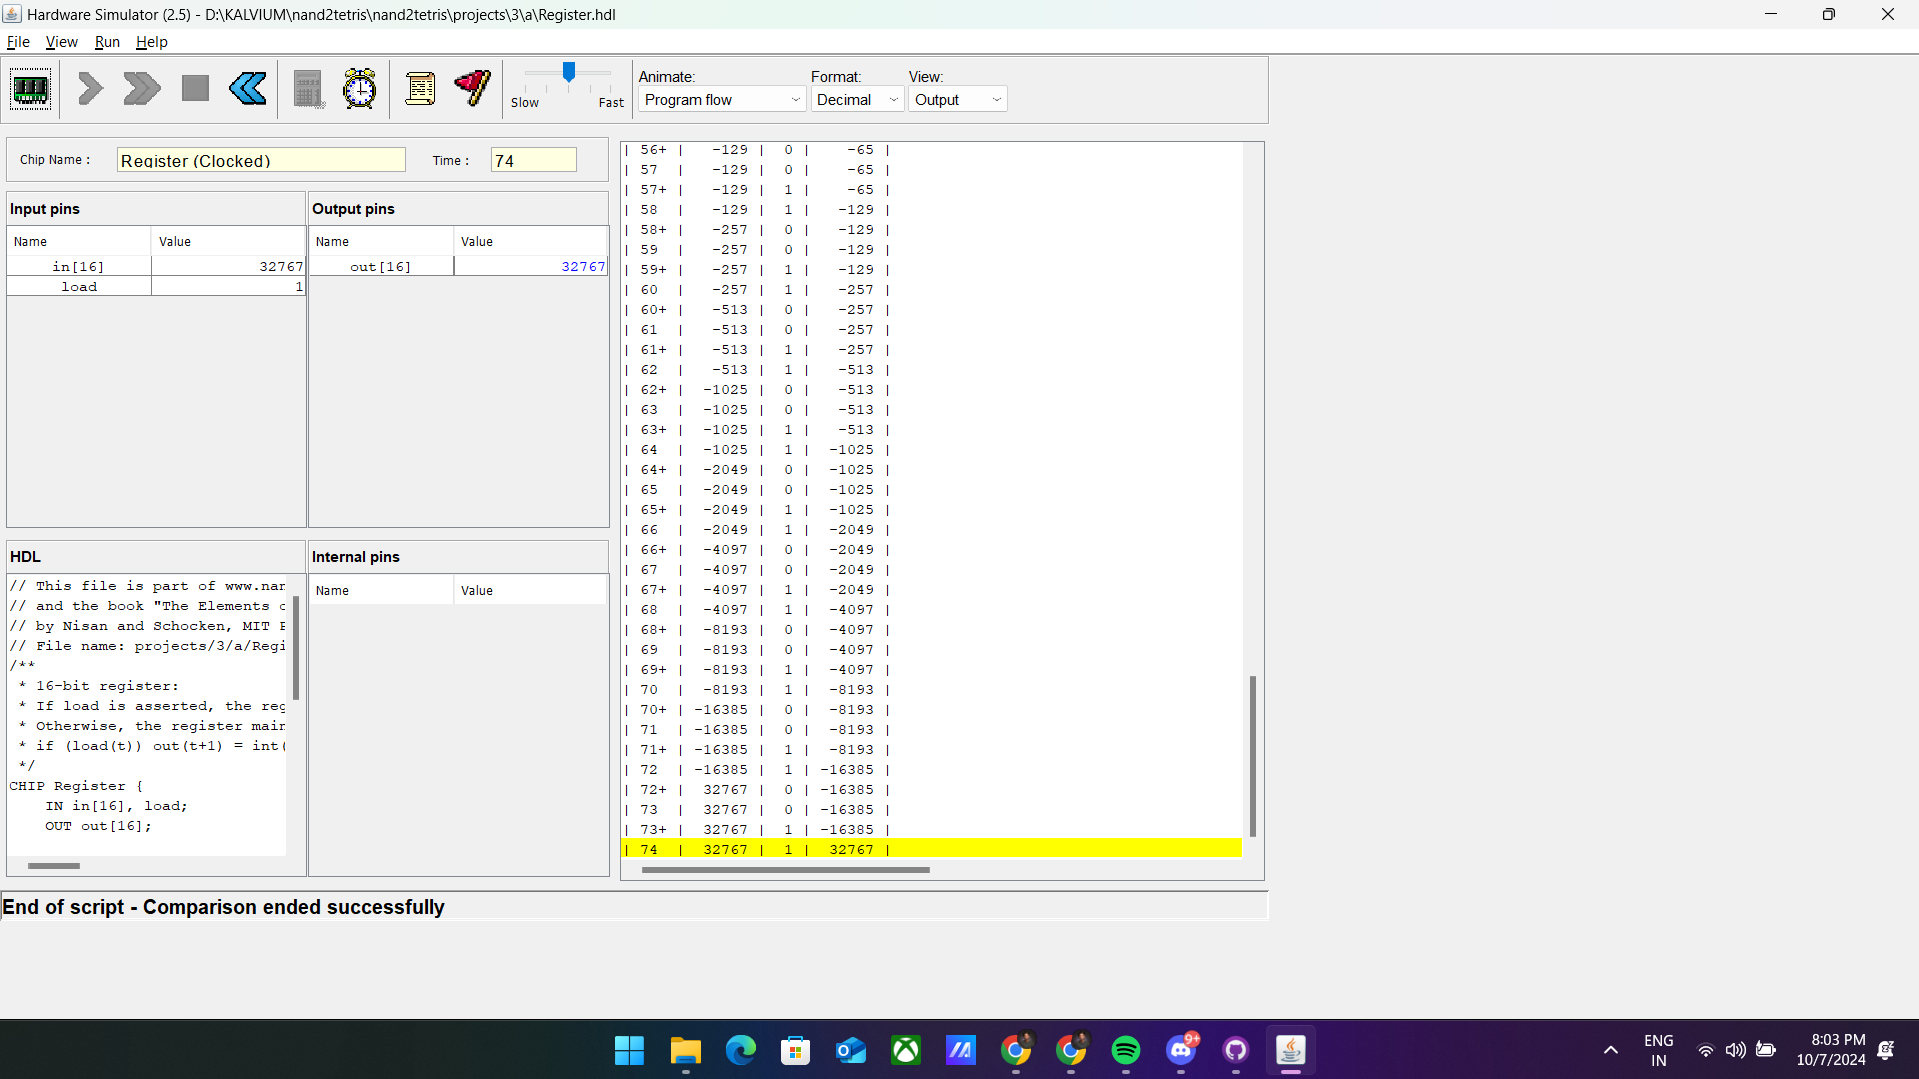 Hardware Simulator (2.5) - D:\KALVIUM\nand2tetris\nand2tetris\projects\3\a\Register.hdl
File View Run Help
Slow Fast
Animate: Format: View:
Program flow Decimal Output
Chip Name : Register (Clocked) Time : 74
Input pins Output pins
Name Value Name Value
in[16] 32767 out[16] 32767
load 1
HDL Internal pins
Name Value
// This file is part of www.nan
// and the book "The Elements o
// by Nisan and Schocken, MIT P
// File name: projects/3/a/Regi
/**
* 16-bit register:
* If load is asserted, the reg
* Otherwise, the register main
* if (load(t)) out(t+1) = int(
*/
CHIP Register {
IN in[16], load;
OUT out[16];
| 56+ | -129 | 0 | -65 |
| 57 | -129 | 0 | -65 |
| 57+ | -129 | 1 | -65 |
| 58 | -129 | 1 | -129 |
| 58+ | -257 | 0 | -129 |
| 59 | -257 | 0 | -129 |
| 59+ | -257 | 1 | -129 |
| 60 | -257 | 1 | -257 |
| 60+ | -513 | 0 | -257 |
| 61 | -513 | 0 | -257 |
| 61+ | -513 | 1 | -257 |
| 62 | -513 | 1 | -513 |
| 62+ | -1025 | 0 | -513 |
| 63 | -1025 | 0 | -513 |
| 63+ | -1025 | 1 | -513 |
| 64 | -1025 | 1 | -1025 |
| 64+ | -2049 | 0 | -1025 |
| 65 | -2049 | 0 | -1025 |
| 65+ | -2049 | 1 | -1025 |
| 66 | -2049 | 1 | -2049 |
| 66+ | -4097 | 0 | -2049 |
| 67 | -4097 | 0 | -2049 |
| 67+ | -4097 | 1 | -2049 |
| 68 | -4097 | 1 | -4097 |
| 68+ | -8193 | 0 | -4097 |
| 69 | -8193 | 0 | -4097 |
| 69+ | -8193 | 1 | -4097 |
| 70 | -8193 | 1 | -8193 |
| 70+ | -16385 | 0 | -8193 |
| 71 | -16385 | 0 | -8193 |
| 71+ | -16385 | 1 | -8193 |
| 72 | -16385 | 1 | -16385 |
| 72+ | 32767 | 0 | -16385 |
| 73 | 32767 | 0 | -16385 |
| 73+ | 32767 | 1 | -16385 |
| 74 | 32767 | 1 | 32767 |
End of script - Comparison ended successfully
9+
ENG
IN
8:03 PM
10/7/2024